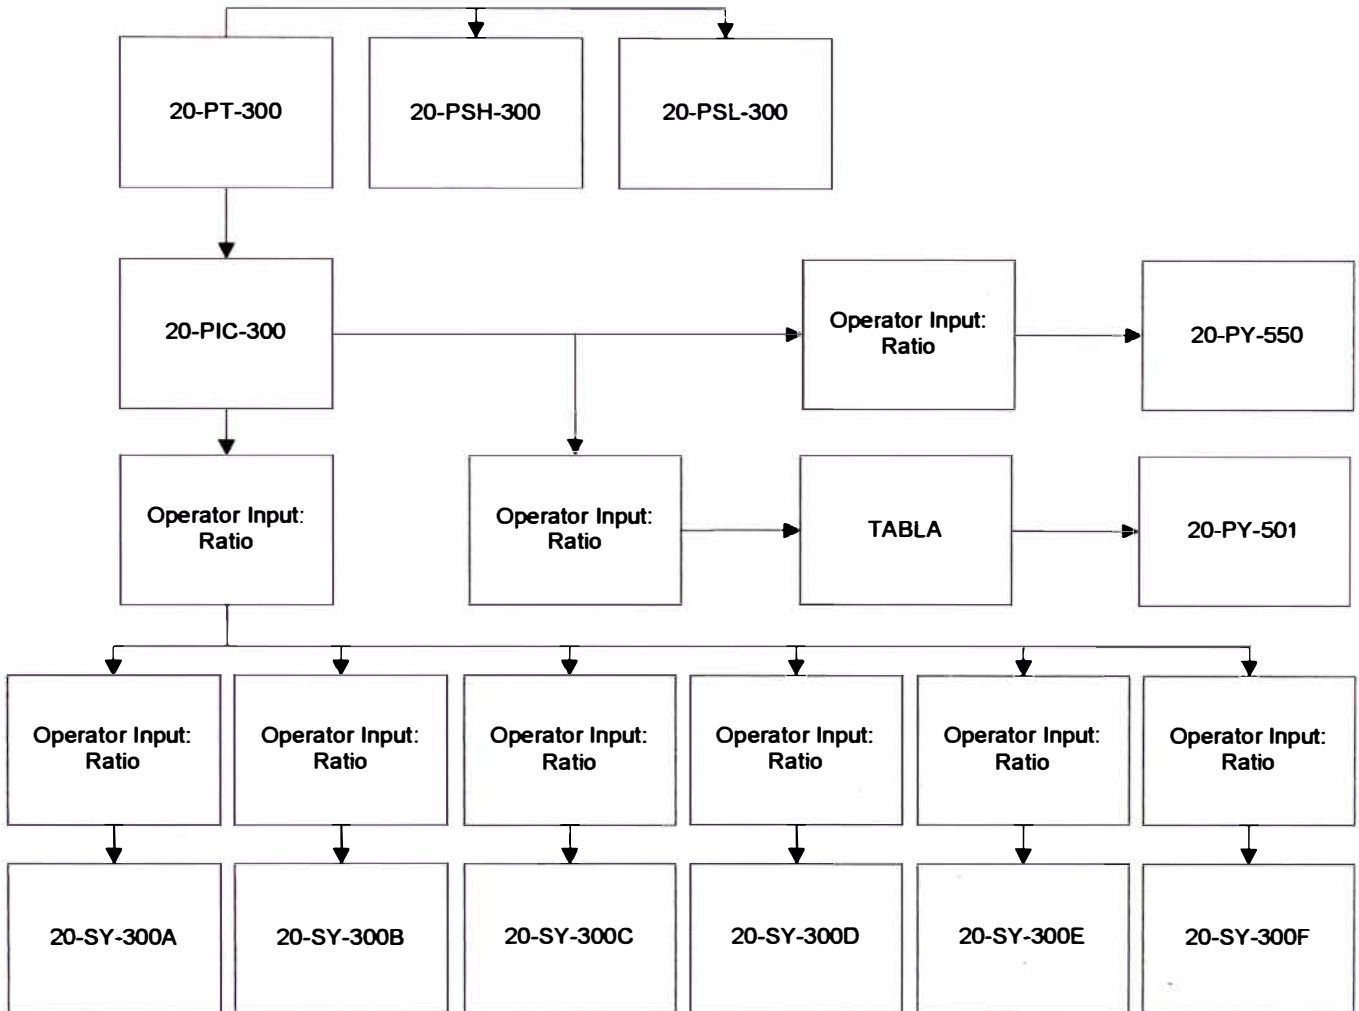 20-PT-300
20-PSH-300
20-PSL-300
20-PIC-300
Operator Input:
Ratio
20-PY-550
Operator Input:
Ratio
Operator Input:
Ratio
TABLA
20-PY-501
Operator Input:
Ratio
Operator Input:
Ratio
Operator Input:
Ratio
Operator Input:
Ratio
Operator Input:
Ratio
Operator Input:
Ratio
20-SY-300A
20-SY-300B
20-SY-300C
20-SY-300D
20-SY-300E
20-SY-300F